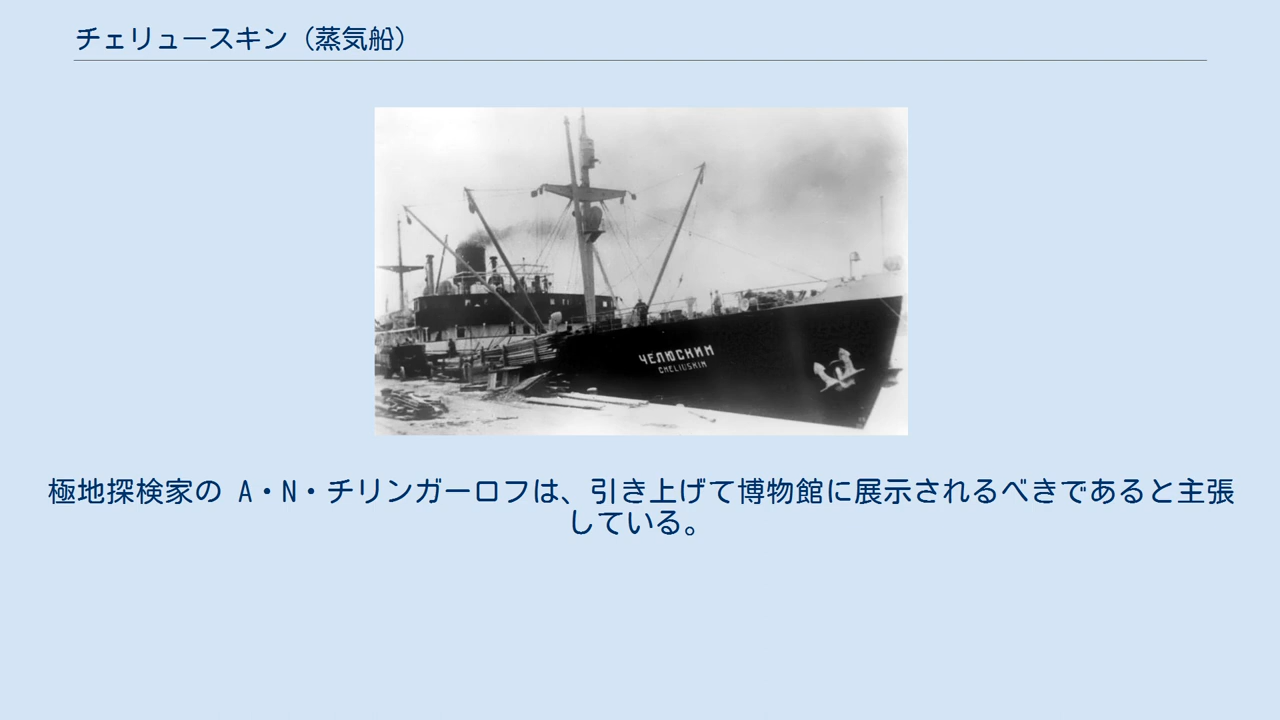 チェリュースキン（蒸気船）
ЧЕЛЮСКИН
CHELIUSKIN
極地探検家の A・N・チリンガーロフは、引き上げて博物館に展示されるべきであると主張
している。